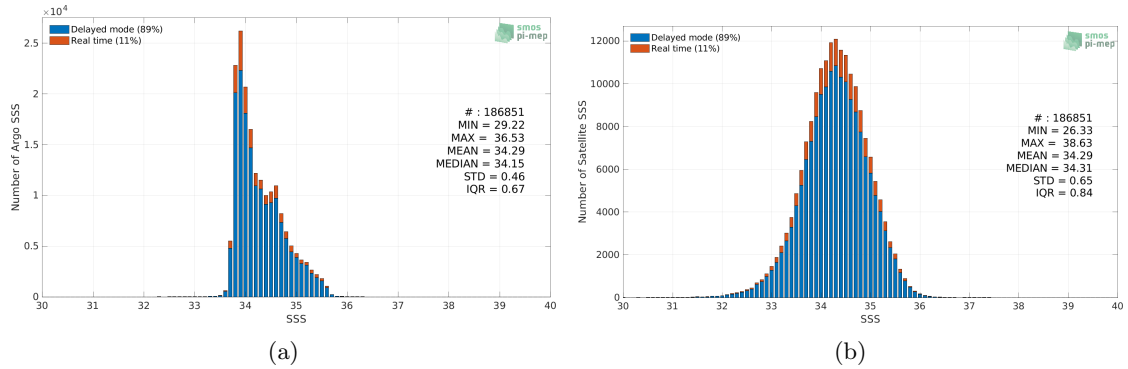 ×10⁴
Delayed mode (89%)
Real time (11%)
smos
pi-mep
2.5
2
1.5
1
0.5
0
Number of Argo SSS
# : 186851
MIN = 29.22
MAX = 36.53
MEAN = 34.29
MEDIAN = 34.15
STD = 0.46
IQR = 0.67
30 31 32 33 34 35 36 37 38 39 40
SSS
(a)
Delayed mode (89%)
Real time (11%)
smos
pi-mep
12000
10000
8000
6000
4000
2000
0
Number of Satellite SSS
# : 186851
MIN = 26.33
MAX = 38.63
MEAN = 34.29
MEDIAN = 34.31
STD = 0.65
IQR = 0.84
30 31 32 33 34 35 36 37 38 39 40
SSS
(b)